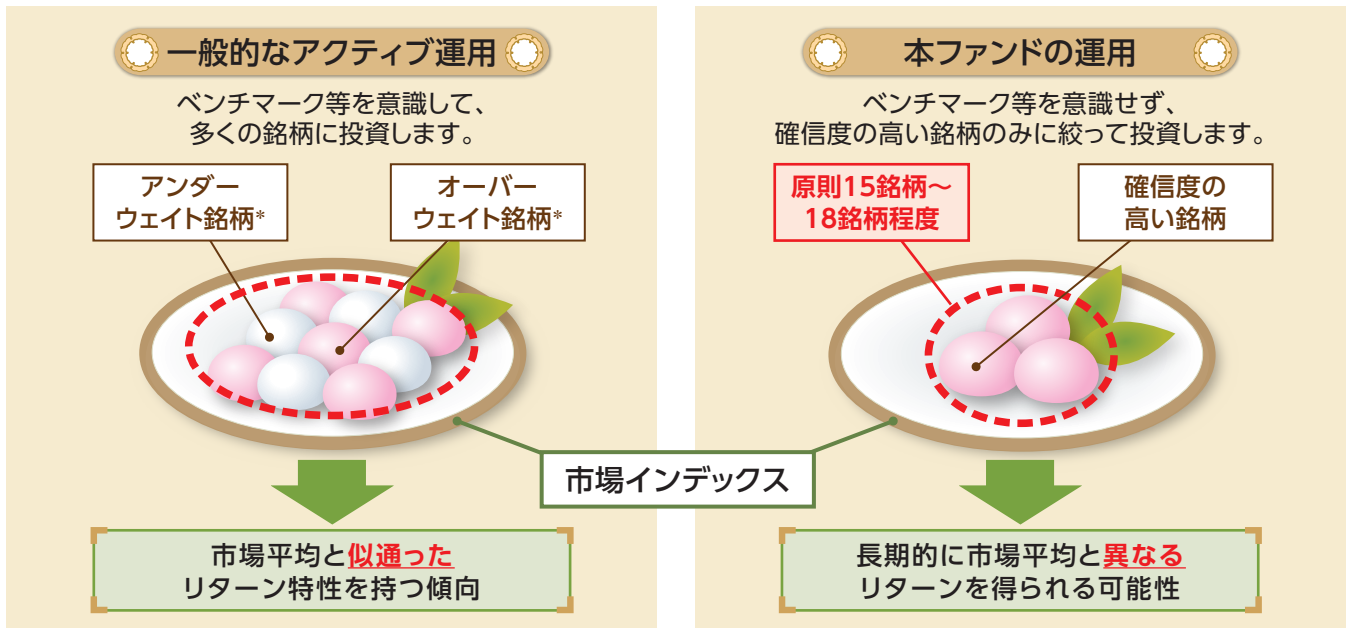 一般的なアクティブ運用
ベンチマーク等を意識して、
多くの銘柄に投資します。
アンダー
ウェイト銘柄*
オーバー
ウェイト銘柄*
市場平均と似通った
リターン特性を持つ傾向
本ファンドの運用
ベンチマーク等を意識せず、
確信度の高い銘柄のみに絞って投資します。
原則15銘柄～
18銘柄程度
確信度の
高い銘柄
市場インデックス
長期的に市場平均と異なる
リターンを得られる可能性